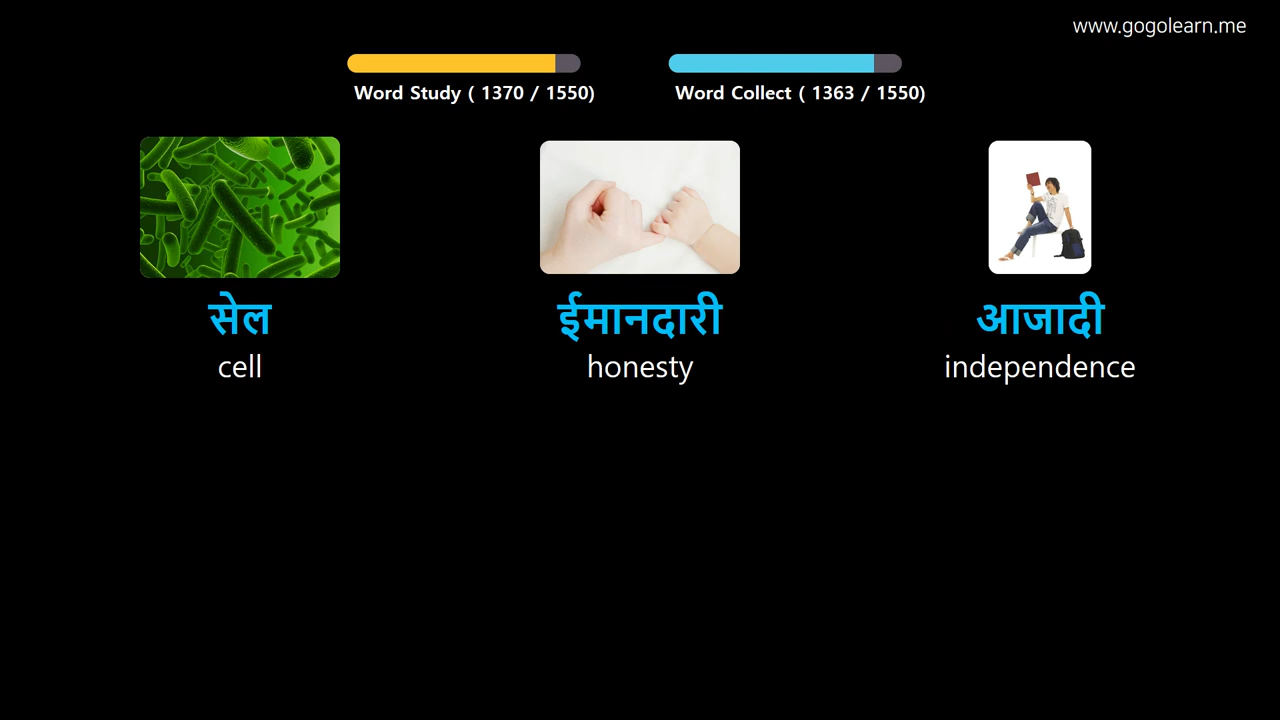 www.gogolearn.me
Word Study ( 1370 / 1550)
Word Collect ( 1363 / 1550)
सेल
cell
ईमानदारी
honesty
आजादी
independence